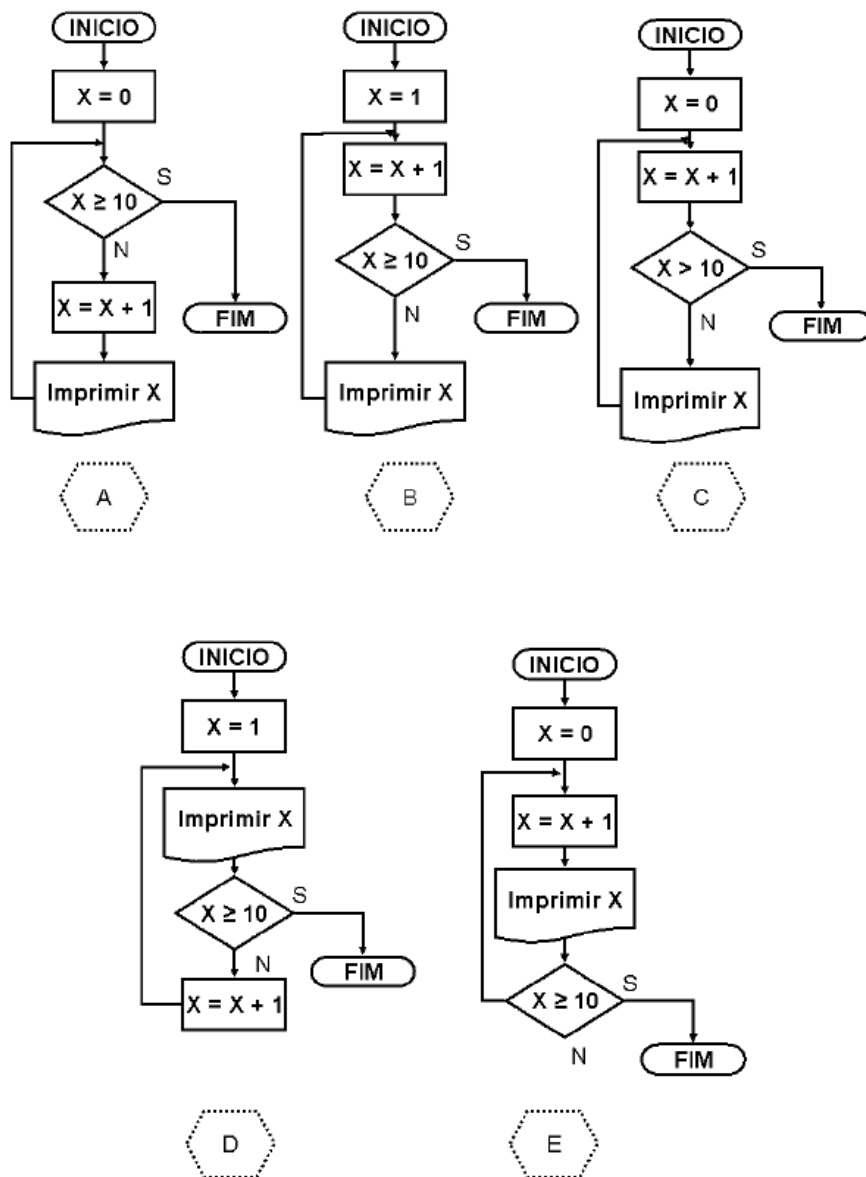 INICIO
X = 0
X ≥ 10
S
N
X = X + 1
FIM
Imprimir X
A
INICIO
X = 1
X = X + 1
X ≥ 10
S
N
FIM
Imprimir X
B
INICIO
X = 0
X = X + 1
X > 10
S
N
FIM
Imprimir X
C
INICIO
X = 1
Imprimir X
X ≥ 10
S
N
FIM
X = X + 1
D
INICIO
X = 0
X = X + 1
Imprimir X
X ≥ 10
S
N
FIM
E